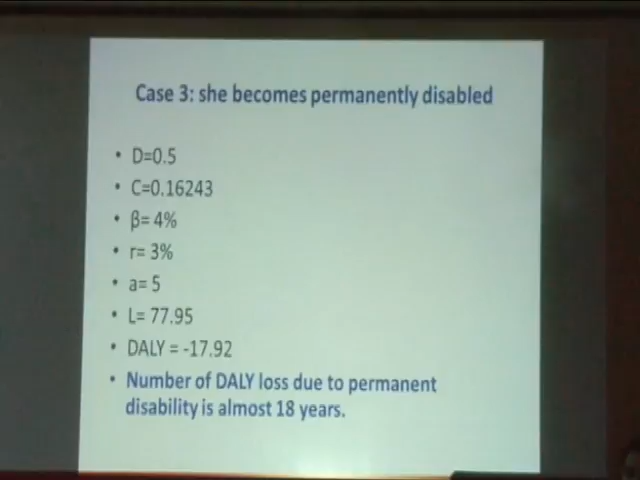 Case 3: she becomes permanently disabled
• D=0.5
• C=0.16243
• β= 4%
• r= 3%
• a= 5
• L= 77.95
• DALY = -17.92
• Number of DALY loss due to permanent
disability is almost 18 years.